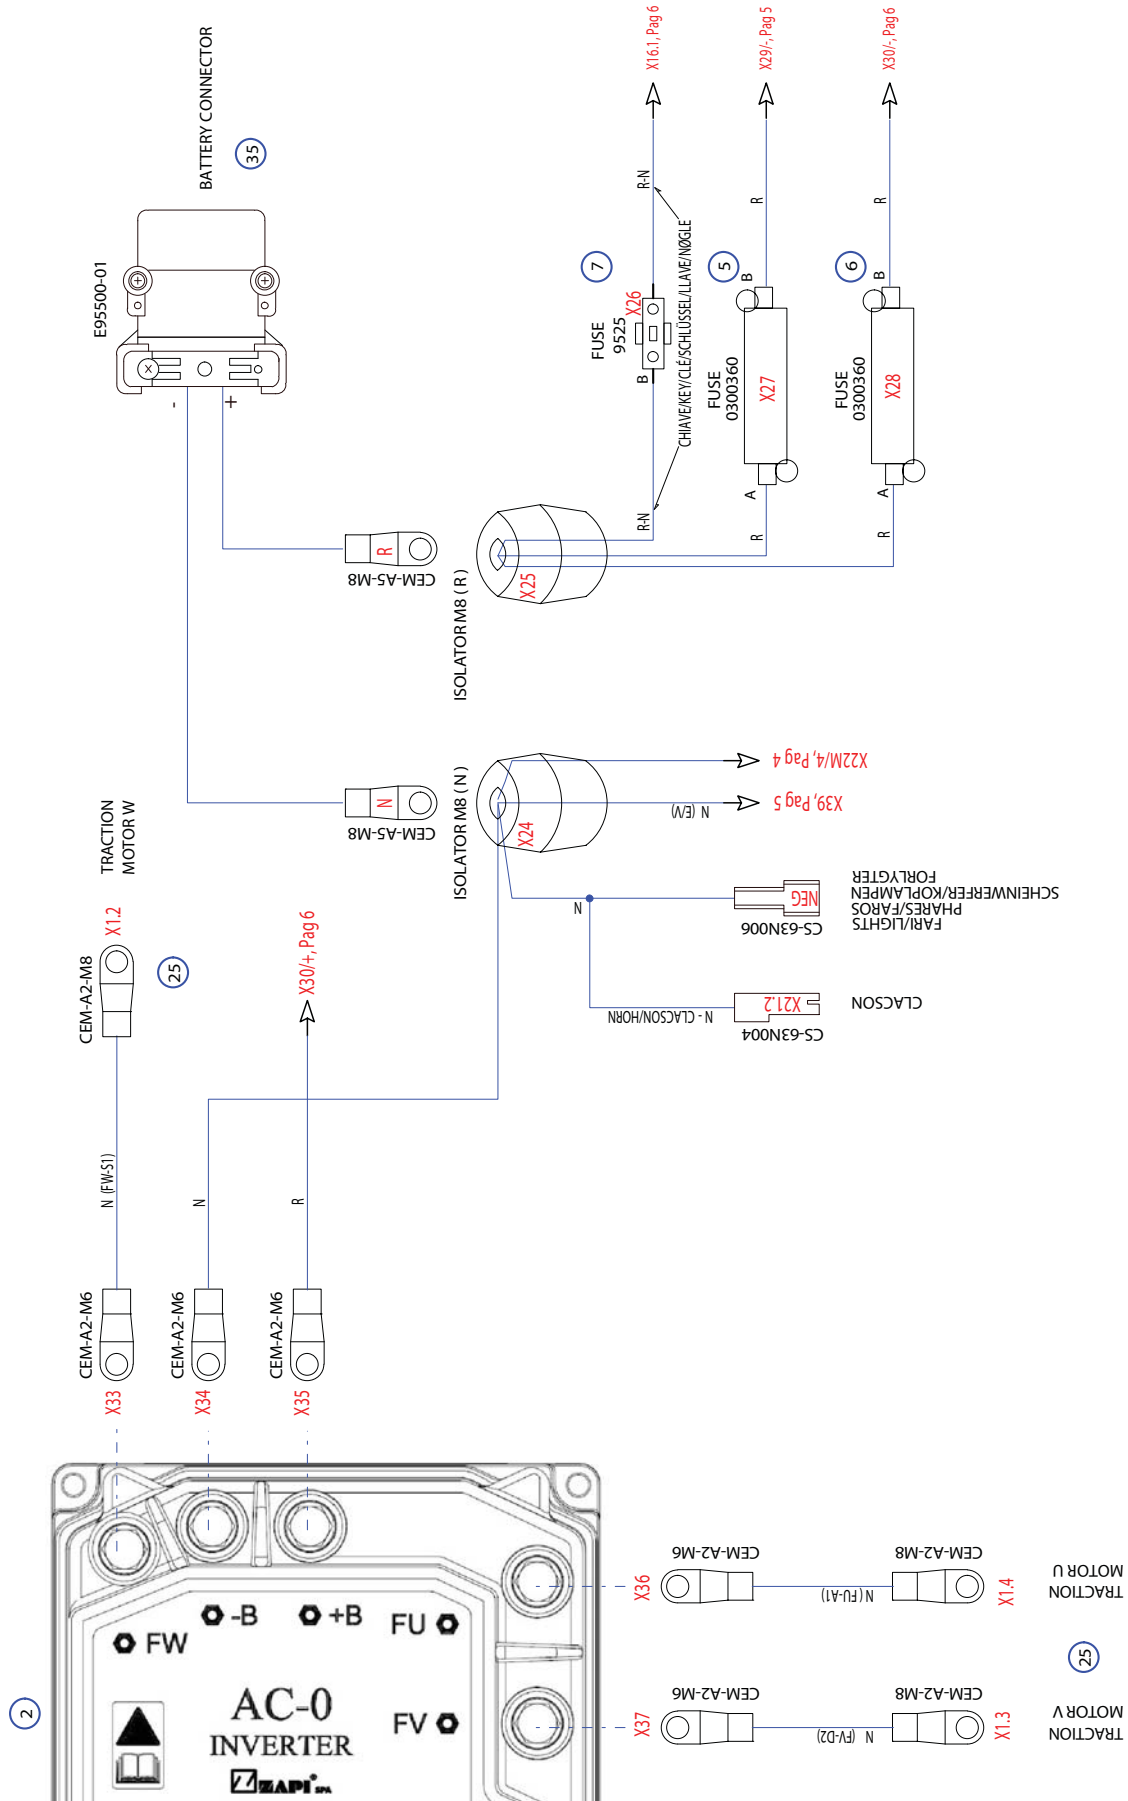 X16.1, Pag 6
X29/-, Pag 5
X30/-, Pag 6
BATTERY CONNECTOR
35
E95500-01
-
+
R-N
7
FUSE
9525
X26
B
CHIAVE/KEY/CLÉ/SCHLÜSSEL/LLAVE/NØGLE
R-N
R
5
B
FUSE
0300360
X27
A
R
R
6
B
FUSE
0300360
X28
A
R
R
CEM-A5-M8
ISOLATOR M8 ( R )
X25
N
CEM-A5-M8
ISOLATOR M8 ( N )
X24
X22M/4, Pag 4
X39, Pag 5
N (E/V)
N
NEG
CS-63N006
FARI/LIGHTS
PHARES/FAROS
SCHEINWERFER/KOPLAMPEN
FORLYGTER
N - CLACSON/HORN
X21.2
CS-63N004
CLACSON
TRACTION
MOTOR W
X1.2
CEM-A2-M8
25
N (FW-S1)
CEM-A2-M6
X33
X30/+, Pag 6
N
CEM-A2-M6
X34
R
CEM-A2-M6
X35
2
FW
-B
+B
FU
FV
AC-0
INVERTER
ZAPI SPA
X36
CEM-A2-M6
N (FU-A1)
CEM-A2-M8
X1.4
TRACTION
MOTOR U
25
X37
CEM-A2-M6
N (FV-D2)
CEM-A2-M8
X1.3
TRACTION
MOTOR V